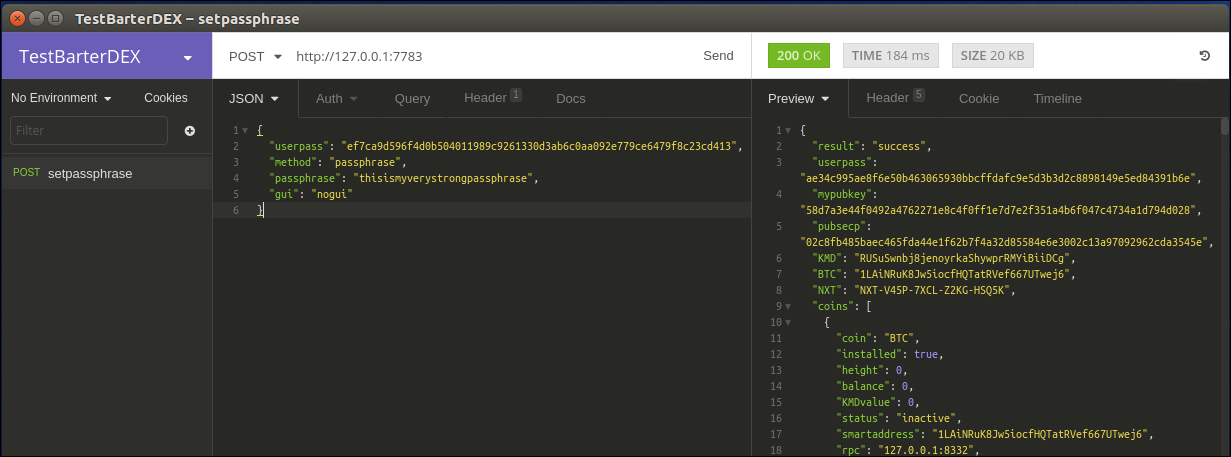 TestBarterDEX – setpassphrase
TestBarterDEX
POST http://127.0.0.1:7783 Send
200 OK TIME 184 ms SIZE 20 KB
No Environment Cookies
Filter
POST setpassphrase
JSON Auth Query Header 1 Docs
1 {
2 "userpass": "ef7ca9d596f4d0b504011989c9261330d3ab6c0aa092e779ce6479f8c23cd413",
3 "method": "passphrase",
4 "passphrase": "thisismyverystrongpassphrase",
5 "gui": "nogui"
6 }
Preview Header 5 Cookie Timeline
1 {
2 "result": "success",
3 "userpass":
"ae34c995ae8f6e50b463065930bbcffdafc9e5d3b3d2c8898149e5ed84391b6e",
4 "mypubkey":
"58d7a3e44f0492a4762271e8c4f0ff1e7d7e2f351a4b6f047c4734a1d794d028",
5 "pubsecp":
"02c8fb485baec465fda44e1f62b7f4a32d85584e6e3002c13a97092962cda3545e",
6 "KMD": "RUSuSwnbj8jenoyrkaShywprRMYiBiiDCg",
7 "BTC": "1LAiNRuK8Jw5iocfHQTatRVef667UTwej6",
8 "NXT": "NXT-V45P-7XCL-Z2KG-HSQ5K",
9 "coins": [
10 {
11 "coin": "BTC",
12 "installed": true,
13 "height": 0,
14 "balance": 0,
15 "KMDvalue": 0,
16 "status": "inactive",
17 "smartaddress": "1LAiNRuK8Jw5iocfHQTatRVef667UTwej6",
18 "rpc": "127.0.0.1:8332",